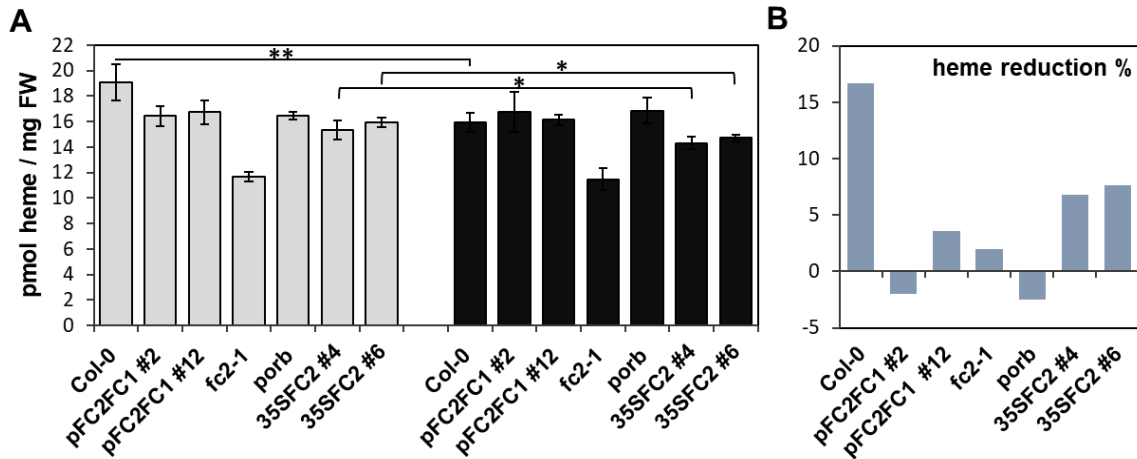 A
pmol heme / mg FW
22
20
18
16
14
12
10
8
6
4
2
0
**
*
*
Col-0
pFC2FC1 #2
pFC2FC1 #12
fc2-1
porb
35SFC2 #4
35SFC2 #6
Col-0
pFC2FC1 #2
pFC2FC1 #12
fc2-1
porb
35SFC2 #4
35SFC2 #6
B
heme reduction %
20
15
10
5
0
-5
Col-0
pFC2FC1 #2
pFC2FC1 #12
fc2-1
porb
35SFC2 #4
35SFC2 #6